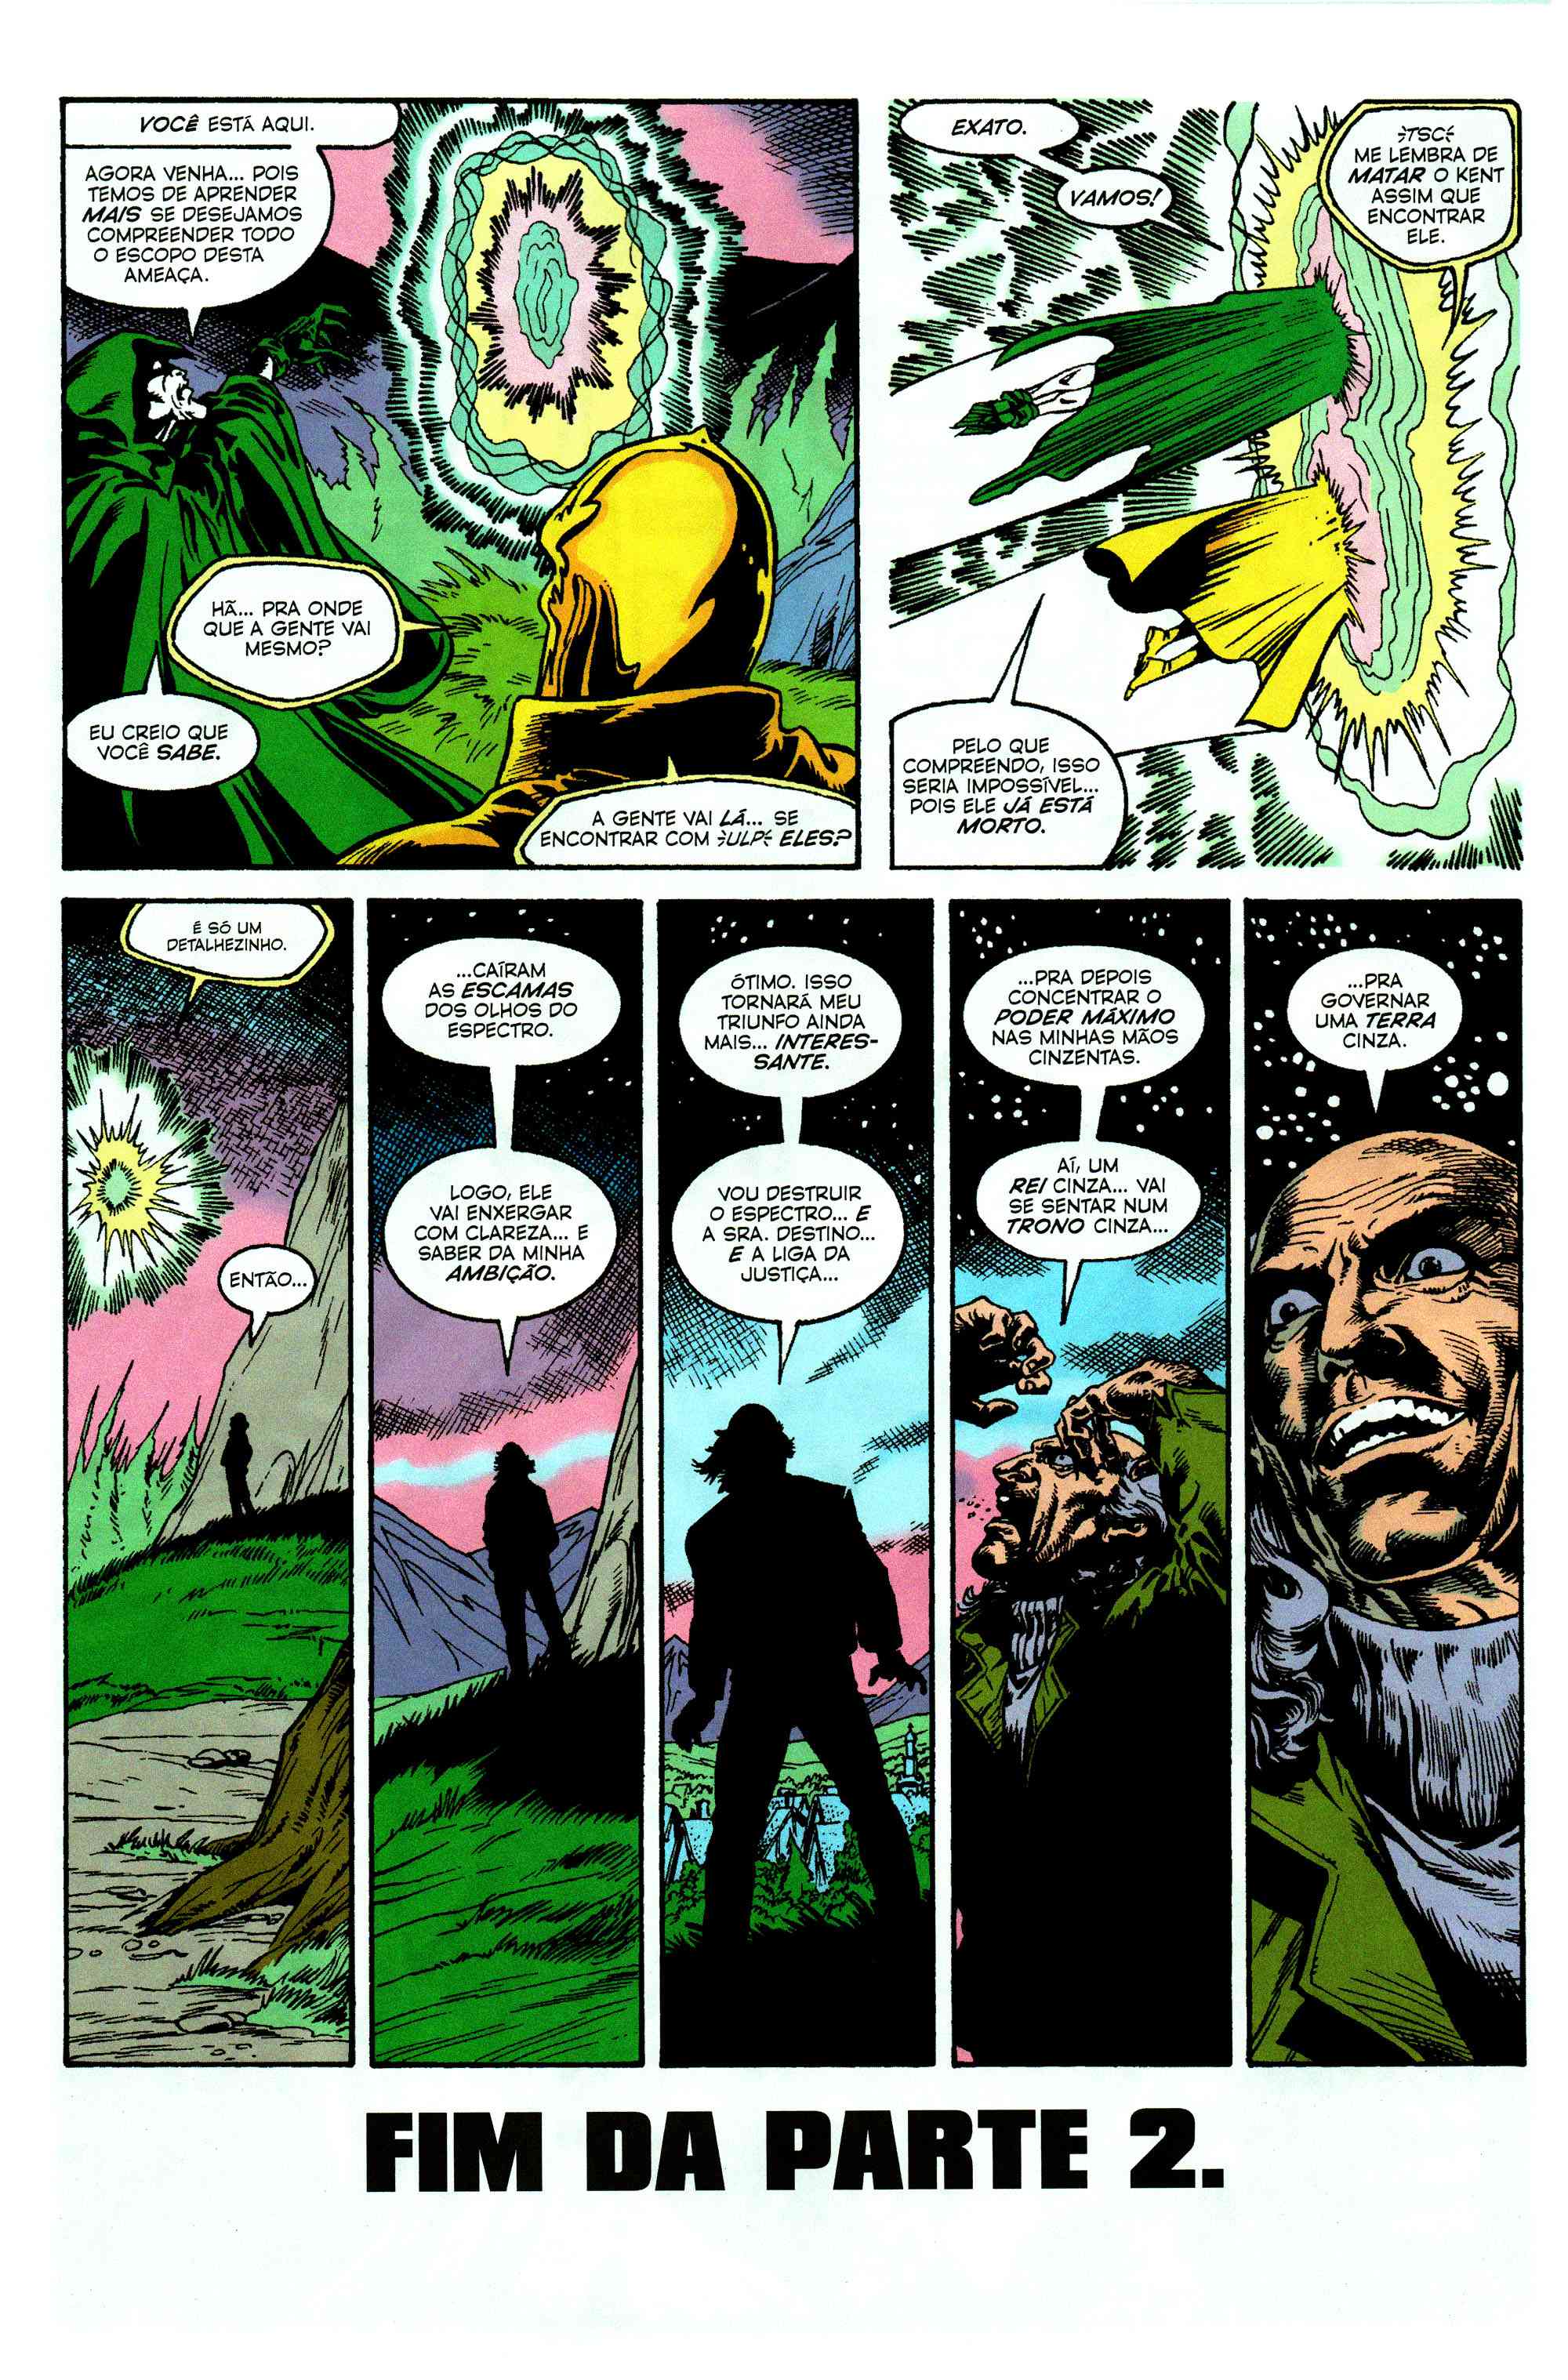 VOCÊ ESTÁ AQUI.
AGORA VENHA... POIS
TEMOS DE APRENDER
MAIS SE DESEJAMOS
COMPREENDER TODO
O ESCOPO DESTA
AMEAÇA.
HÃ... PRA ONDE
QUE A GENTE VAI
MESMO?
EU CREIO QUE
VOCÊ SABE.
A GENTE VAI LÁ... SE
ENCONTRAR COM ULP ELES?
EXATO.
VAMOS!
TSC
ME LEMBRA DE
MATAR O KENT
ASSIM QUE
ENCONTRAR
ELE.
PELO QUE
COMPREENDO, ISSO
SERIA IMPOSSÍVEL...
POIS ELE JÁ ESTÁ
MORTO.
É SÓ UM
DETALHEZINHO.
ENTÃO...
...CAÍRAM
AS ESCAMAS
DOS OLHOS DO
ESPECTRO.
LOGO, ELE
VAI ENXERGAR
COM CLAREZA... E
SABER DA MINHA
AMBIÇÃO.
ÓTIMO. ISSO
TORNARÁ MEU
TRIUNFO AINDA
MAIS... INTERES-
SANTE.
VOU DESTRUIR
O ESPECTRO... E
A SRA. DESTINO...
E A LIGA DA
JUSTIÇA...
...PRA DEPOIS
CONCENTRAR O
PODER MÁXIMO
NAS MINHAS MÃOS
CINZENTAS.
AÍ, UM
REI CINZA... VAI
SE SENTAR NUM
TRONO CINZA...
...PRA
GOVERNAR
UMA TERRA
CINZA.
FIM DA PARTE 2.